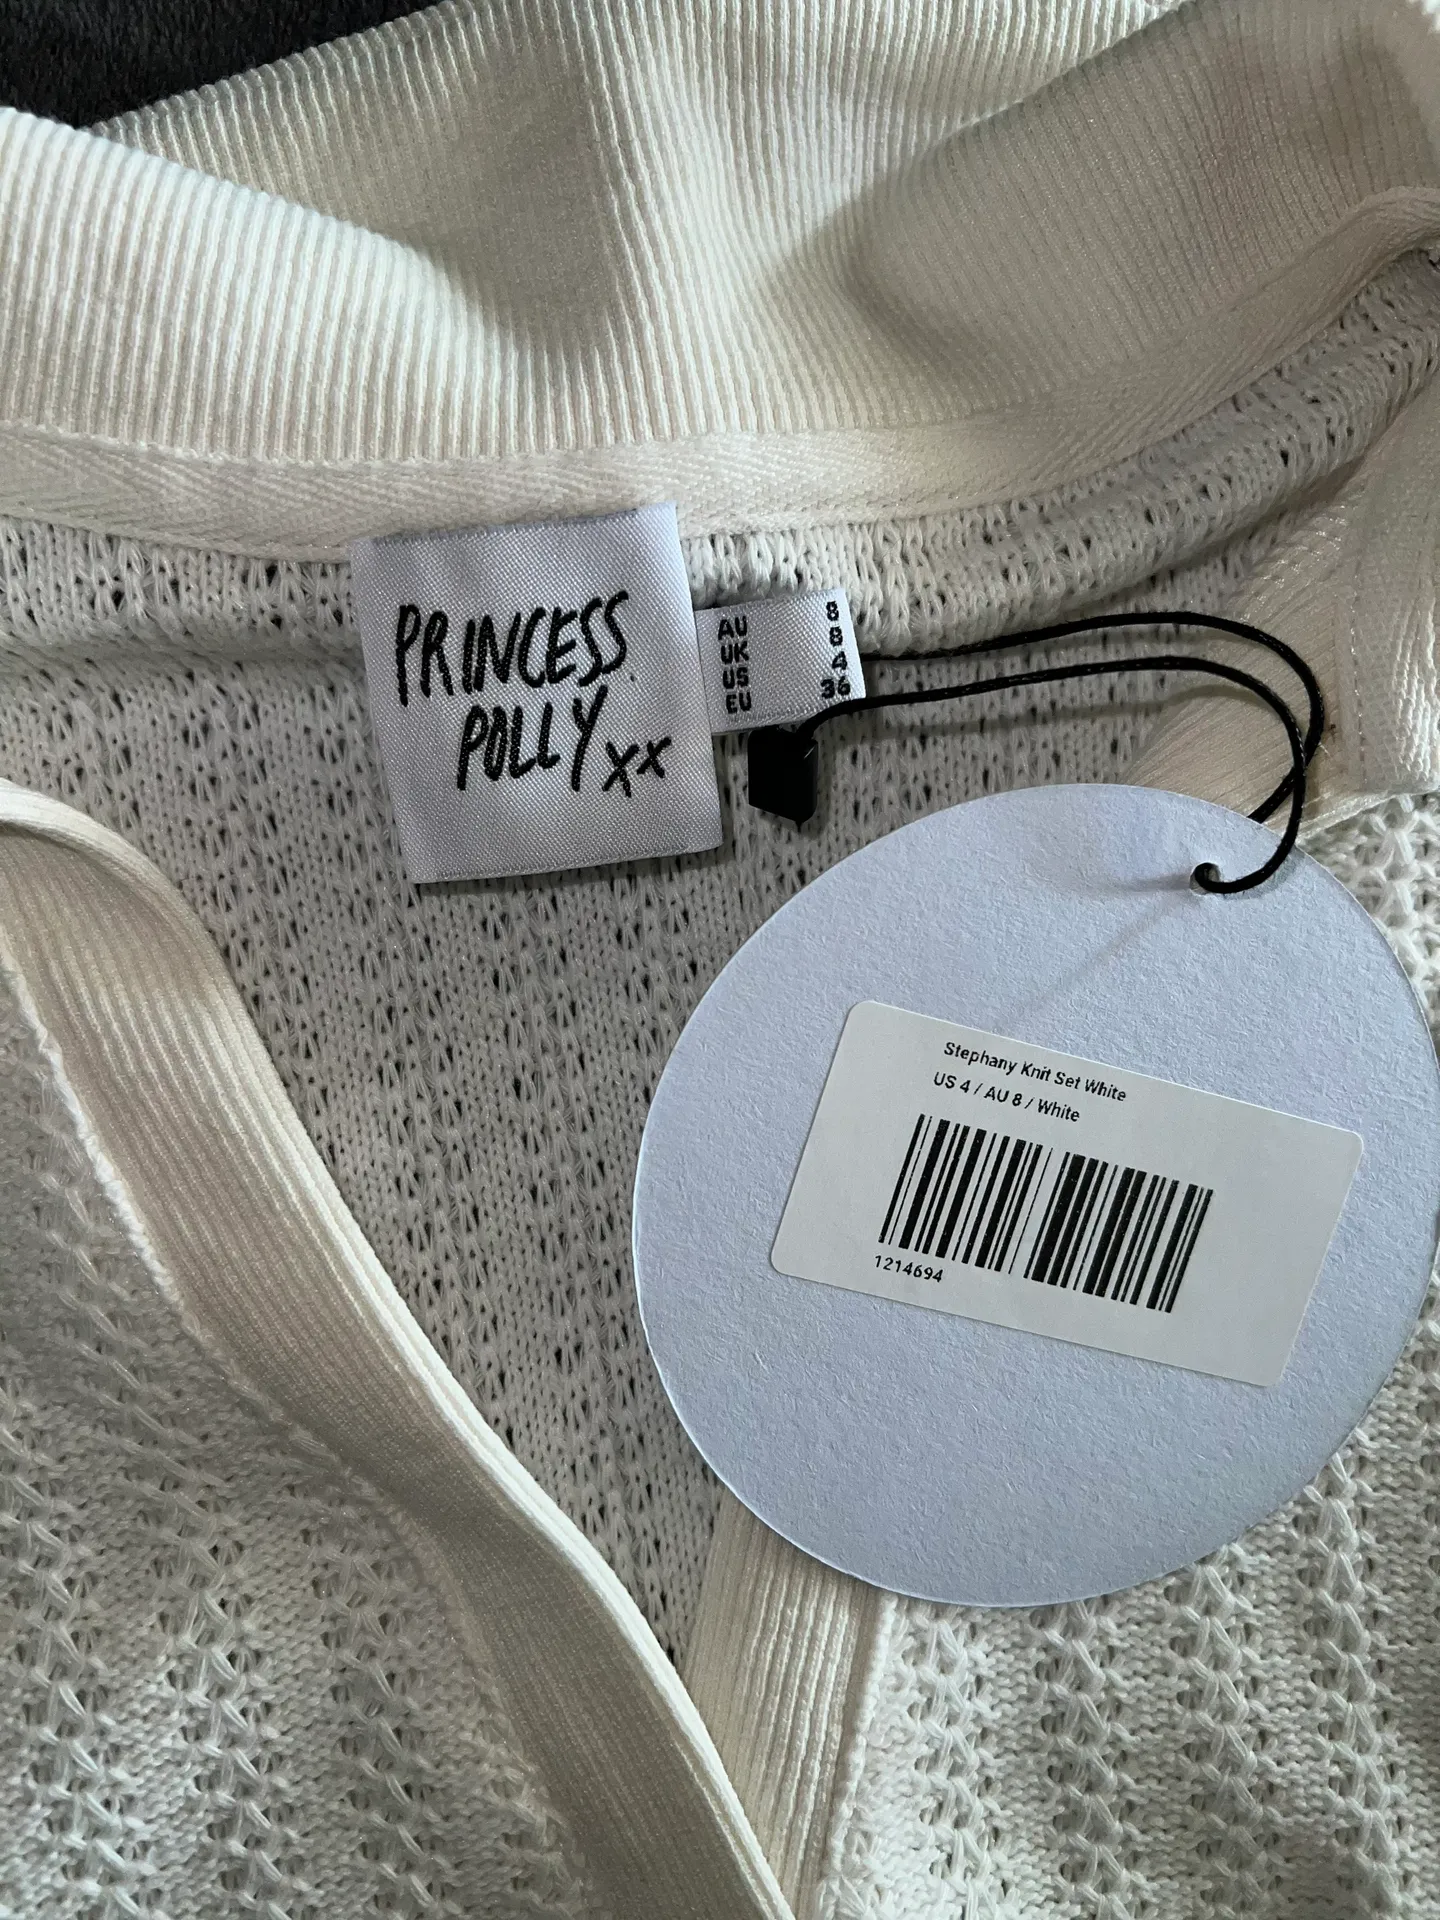 PRINCESS
POLLY xx
AU 8
UK 8
US 4
EU 36
Stephany Knit Set White
US 4 / AU 8 / White
1214694